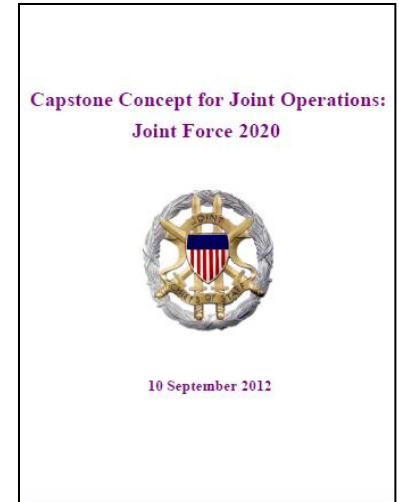 Capstone Concept for Joint Operations:
Joint Force 2020
JOINT
CHIEFS OF STAFF
10 September 2012